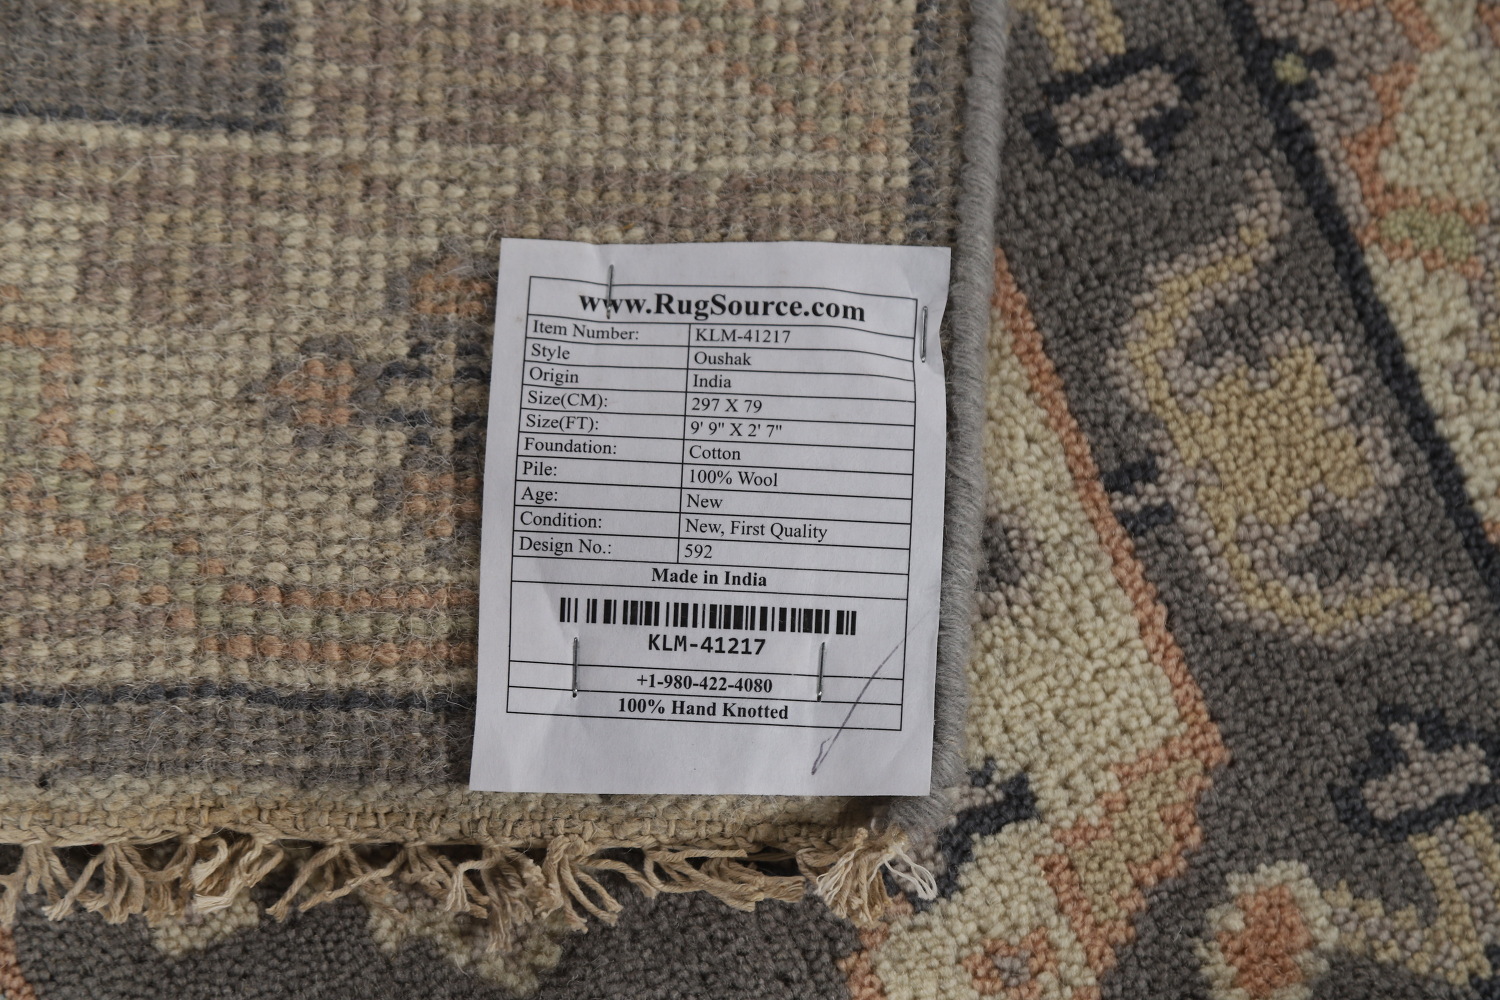 www.RugSource.com
Item Number: KLM-41217
Style Oushak
Origin India
Size(CM): 297 X 79
Size(FT): 9' 9" X 2' 7"
Foundation: Cotton
Pile: 100% Wool
Age: New
Condition: New, First Quality
Design No.: 592
Made in India
KLM-41217
+1-980-422-4080
100% Hand Knotted